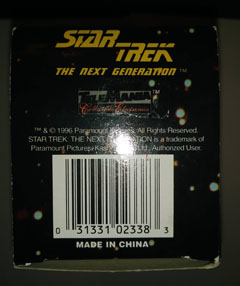 STAR TREK
THE NEXT GENERATION™
™ & © 1996 Paramount Pictures. All Rights Reserved.
STAR TREK: THE NEXT GENERATION is a trademark of
Paramount Pictures. Ltd., Authorized User.
0 31331 02338 3
MADE IN CHINA